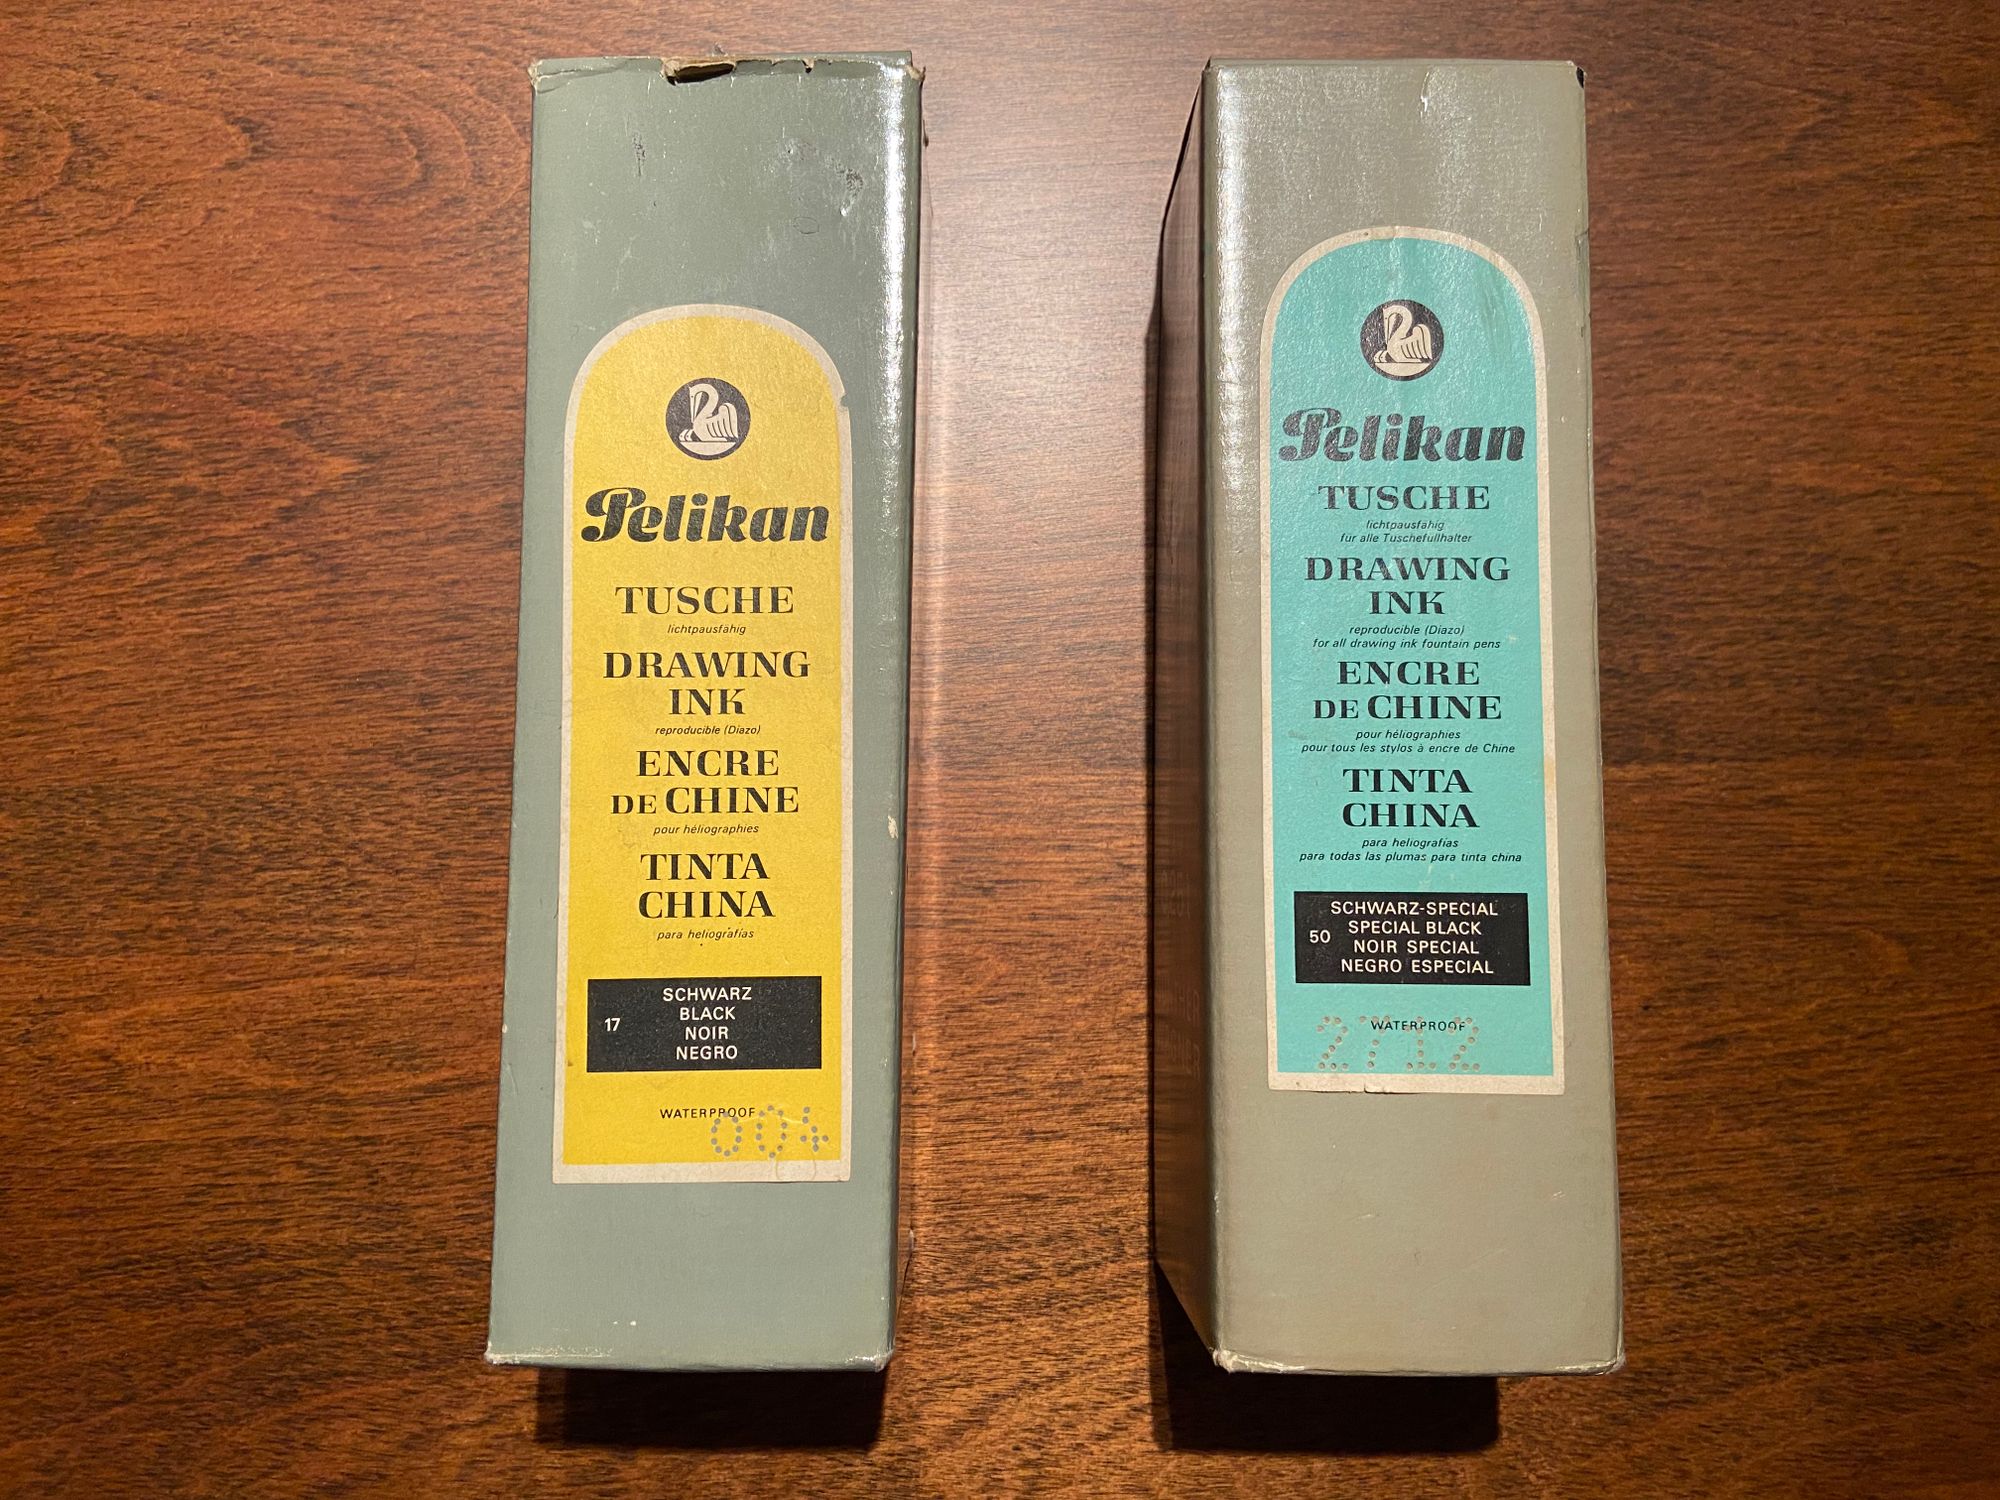 Pelikan
TUSCHE
lichtpausfähig
DRAWING
INK
reproducible (Diazo)
ENCRE
DE CHINE
pour héliographies
TINTA
CHINA
para heliografías
17
SCHWARZ
BLACK
NOIR
NEGRO
WATERPROOF
004
Pelikan
TUSCHE
lichtpausfähig
für alle Tuschefüllhalter
DRAWING
INK
reproducible (Diazo)
for all drawing ink fountain pens
ENCRE
DE CHINE
pour héliographies
pour tous les stylos à encre de Chine
TINTA
CHINA
para heliografías
para todas las plumas para tinta china
50
SCHWARZ-SPECIAL
SPECIAL BLACK
NOIR SPECIAL
NEGRO ESPECIAL
WATERPROOF
2712